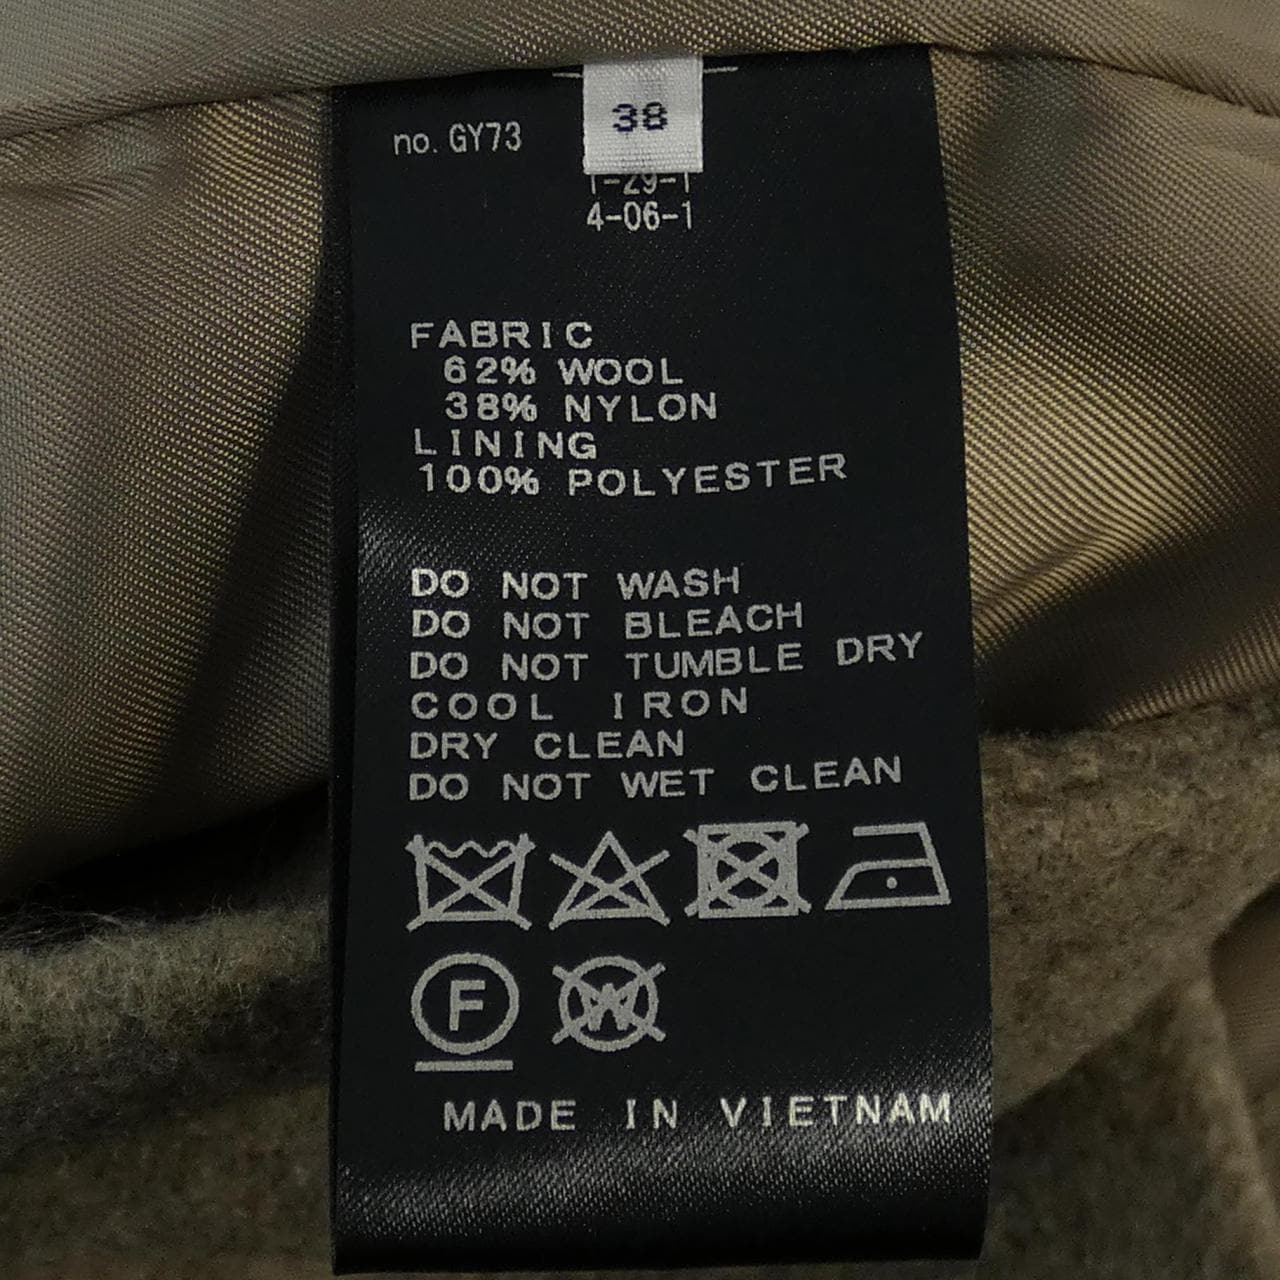 38
no. GY73
1-29-1
4-06-1
FABRIC
62% WOOL
38% NYLON
LINING
100% POLYESTER
DO NOT WASH
DO NOT BLEACH
DO NOT TUMBLE DRY
COOL IRON
DRY CLEAN
DO NOT WET CLEAN
F W
MADE IN VIETNAM